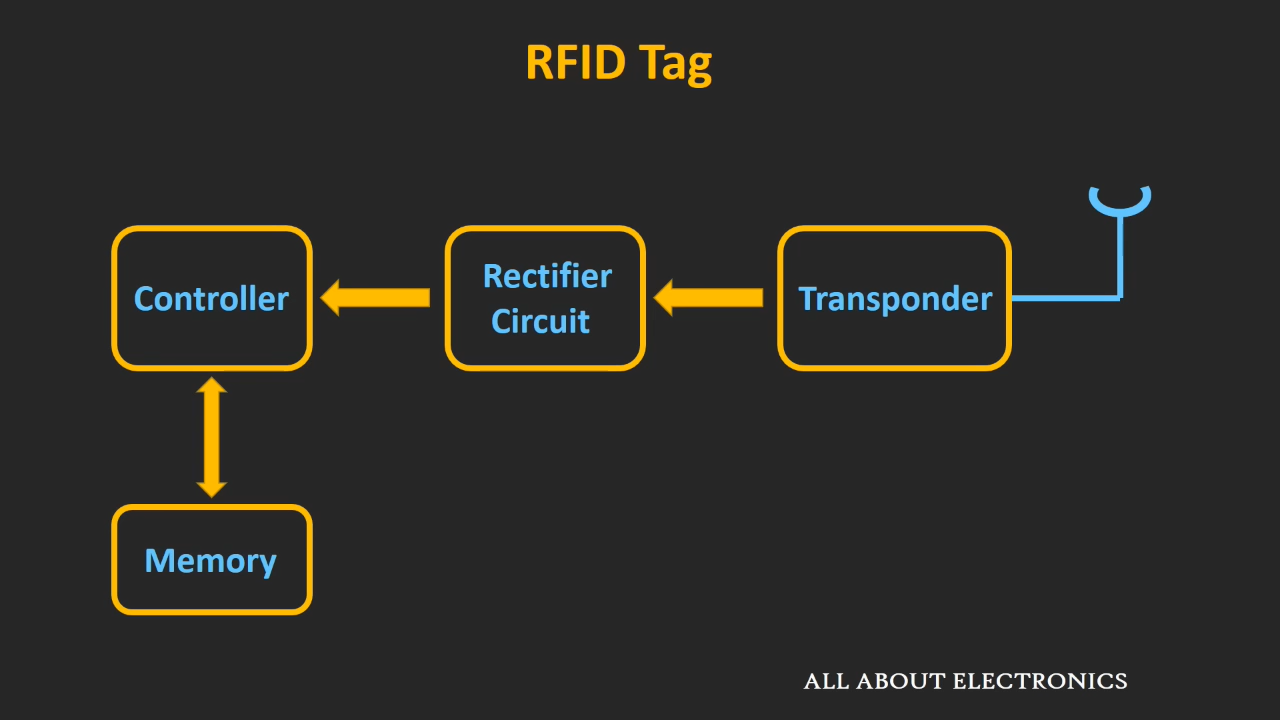 RFID Tag
Controller
Rectifier
Circuit
Transponder
Memory
ALL ABOUT ELECTRONICS